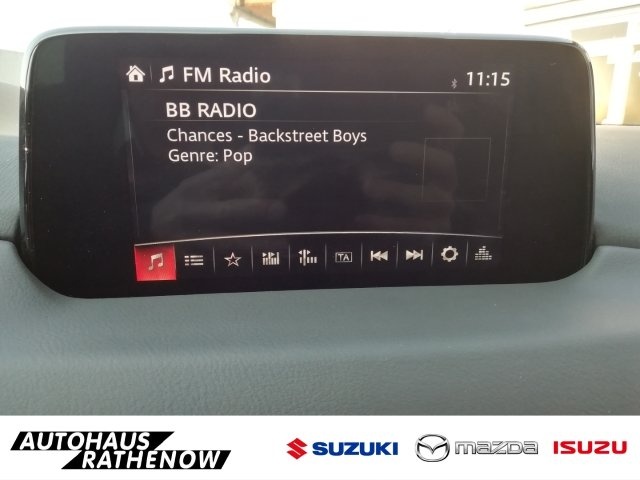 FM Radio 11:15
BB RADIO
Chances - Backstreet Boys
Genre: Pop
TA
AUTOHAUS
RATHENOW
SUZUKI mazda ISUZU